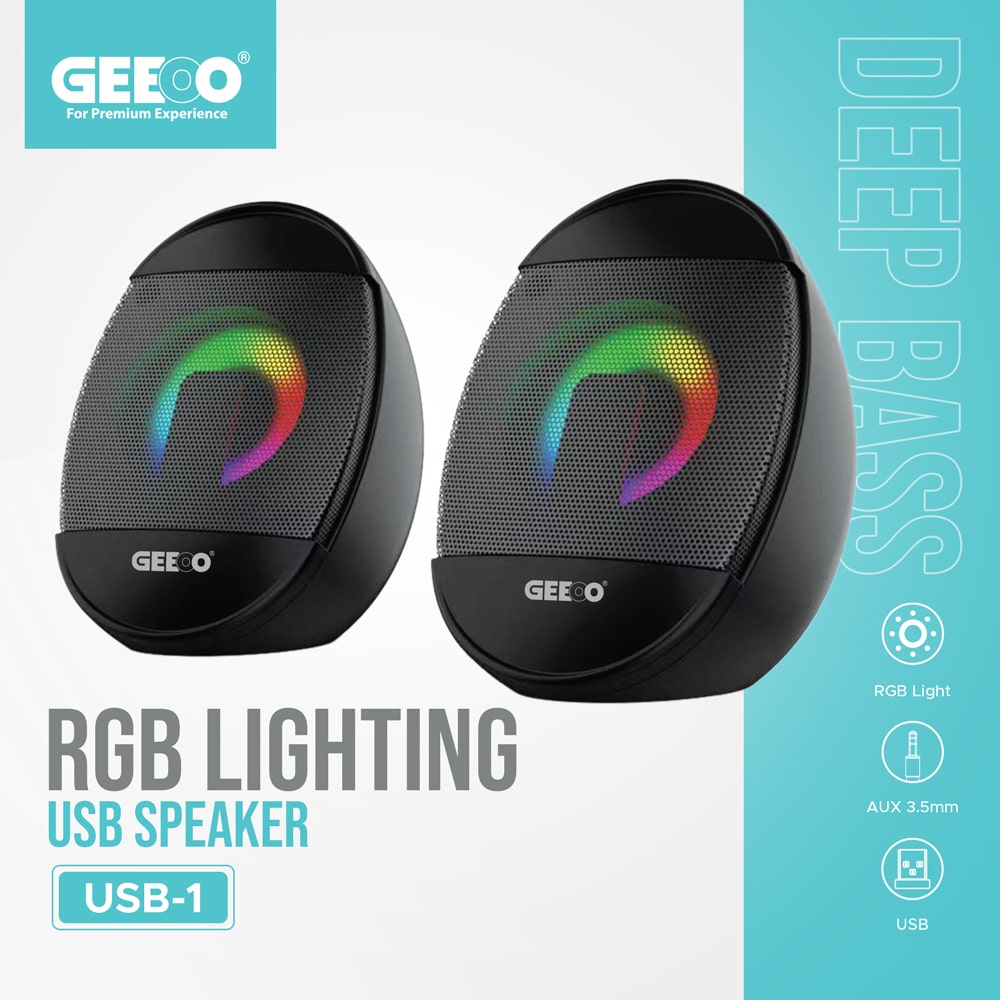 GEEOO®
For Premium Experience
DEEP BASS
GEEOO®
GEEOO®
RGB LIGHTING
USB SPEAKER
USB-1
RGB Light
AUX 3.5mm
USB